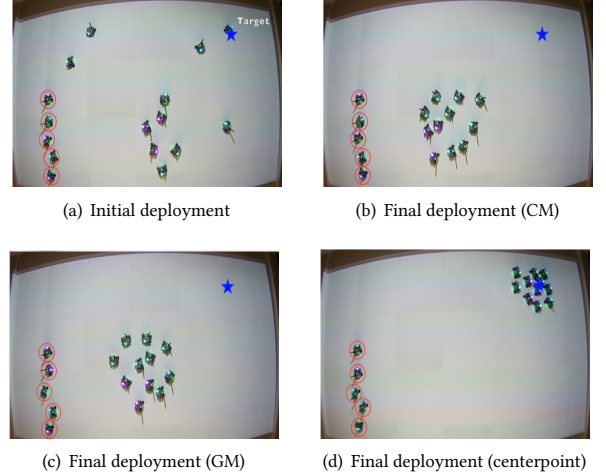 Target
(a) Initial deployment
(b) Final deployment (CM)
(c) Final deployment (GM)
(d) Final deployment (centerpoint)